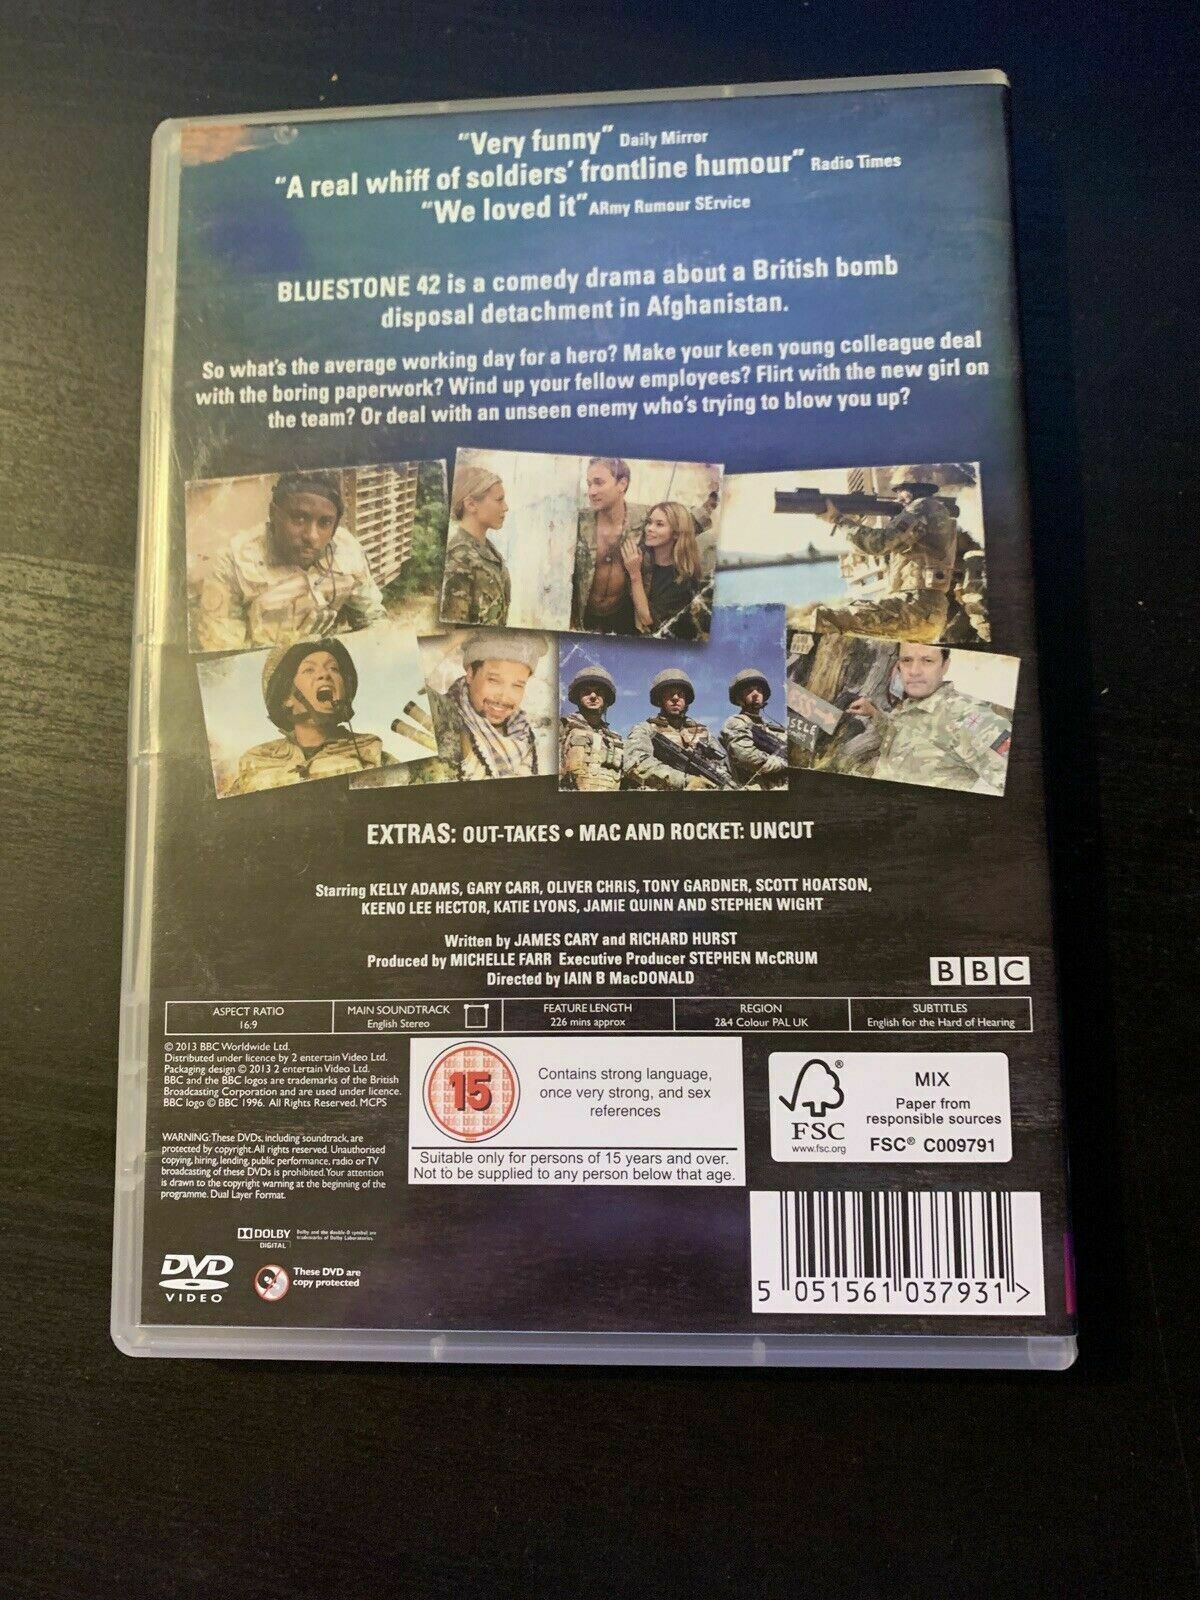 "Very funny" Daily Mirror
"A real whiff of soldiers' frontline humour" Radio Times
"We loved it" ARmy Rumour SErvice
BLUESTONE 42 is a comedy drama about a British bomb
disposal detachment in Afghanistan.
So what's the average working day for a hero? Make your keen young colleague deal
with the boring paperwork? Wind up your fellow employees? Flirt with the new girl on
the team? Or deal with an unseen enemy who's trying to blow you up?
EXTRAS: OUT-TAKES • MAC AND ROCKET: UNCUT
Starring KELLY ADAMS, GARY CARR, OLIVER CHRIS, TONY GARDNER, SCOTT HOATSON,
KEENO LEE HECTOR, KATIE LYONS, JAMIE QUINN AND STEPHEN WIGHT
Written by JAMES CARY and RICHARD HURST
Produced by MICHELLE FARR Executive Producer STEPHEN McCRUM
Directed by IAIN B MacDONALD
BBC
ASPECT RATIO
16:9
MAIN SOUNDTRACK
English Stereo
FEATURE LENGTH
226 mins approx
REGION
2&4 Colour PAL UK
SUBTITLES
English for the Hard of Hearing
© 2013 BBC Worldwide Ltd.
Distributed under licence by 2 entertain Video Ltd.
Packaging design © 2013 2 entertain Video Ltd.
BBC and the BBC logos are trademarks of the British
Broadcasting Corporation and are used under licence.
BBC logo © BBC 1996. All Rights Reserved. MCPS
WARNING: These DVDs, including soundtrack, are
protected by copyright. All rights reserved. Unauthorised
copying, hiring, lending, public performance, radio or TV
broadcasting of these DVDs is prohibited. Your attention
is drawn to the copyright warning at the beginning of the
programme. Dual Layer Format.
15
Contains strong language,
once very strong, and sex
references
Suitable only for persons of 15 years and over.
Not to be supplied to any person below that age.
FSC
www.fsc.org
MIX
Paper from
responsible sources
FSC® C009791
DOLBY
DIGITAL
Dolby and the double-D symbol are
trademarks of Dolby Laboratories.
DVD
VIDEO
These DVD are
copy protected
5 051561 037931 >